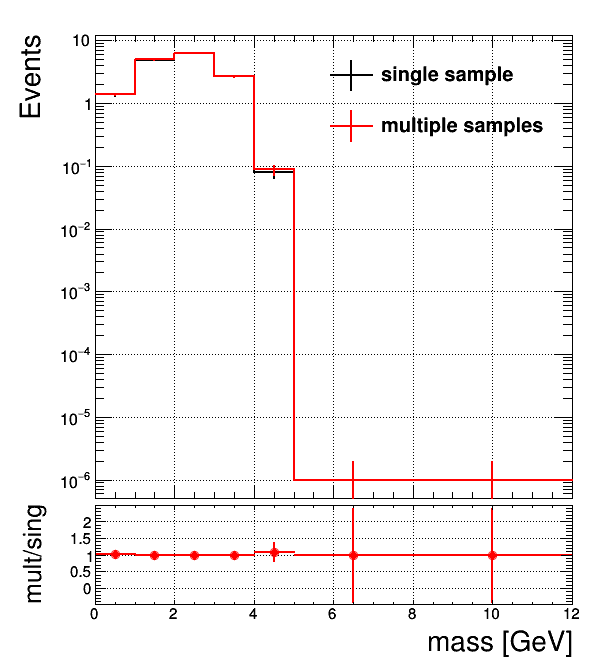 Events
10
1
10⁻¹
10⁻²
10⁻³
10⁻⁴
10⁻⁵
10⁻⁶
single sample
multiple samples
mult/sing
2
1.5
1
0.5
0
0 2 4 6 8 10 12
mass [GeV]